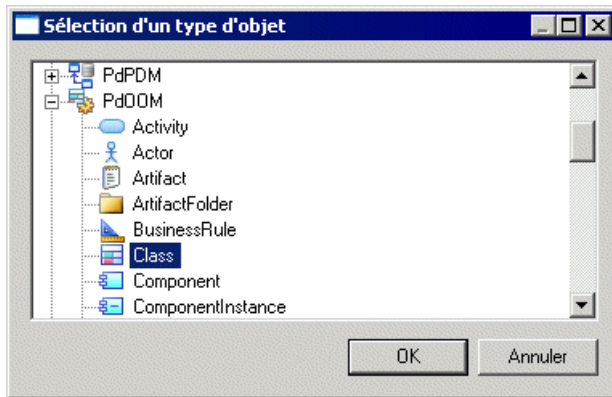 Sélection d'un type d'objet
PdPDM
PdOOM
Activity
Actor
Artifact
ArtifactFolder
BusinessRule
Class
Component
ComponentInstance
OK Annuler